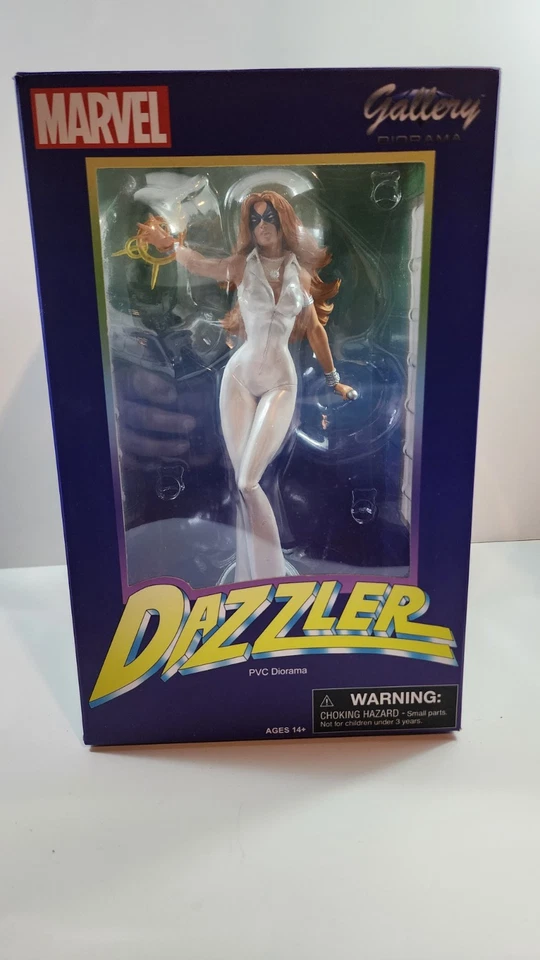 MARVEL
Gallery
DIORAMA
DAZZLER
PVC Diorama
WARNING:
CHOKING HAZARD - Small parts.
Not for children under 3 years.
AGES 14+